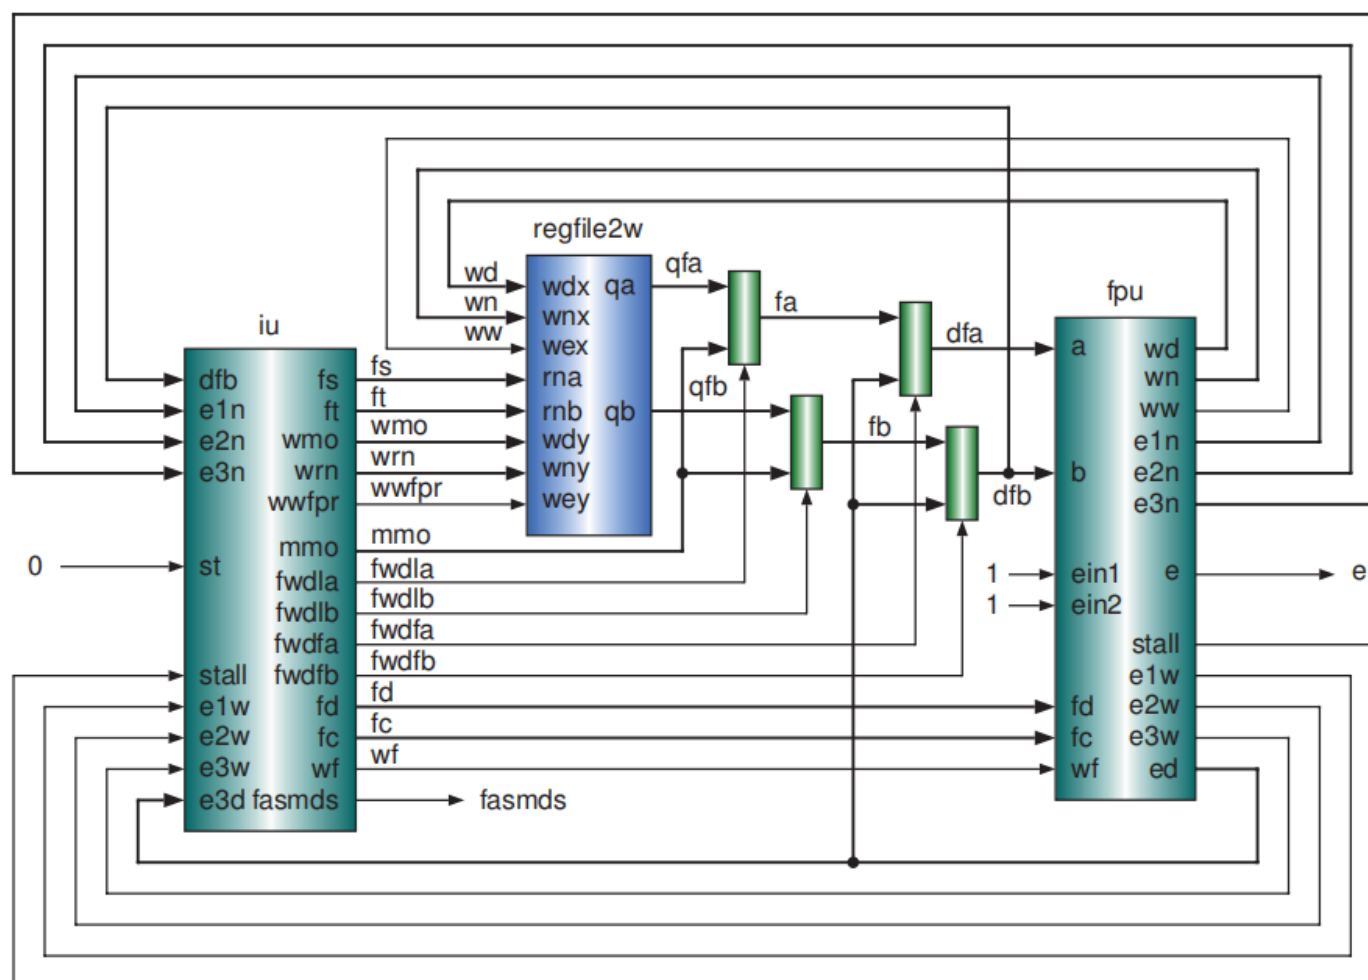 regfile2w
wd
wn
ww
wdx qa
wnx
wex
rna
rnb qb
wdy
wny
wey
qfa
qfb
fa
fb
dfa
dfb
iu
dfb fs
e1n ft
e2n wmo
e3n wrn
wwfpr
mmo
st
fwdla
fwdlb
fwdfa
stall fwdfb
e1w fd
e2w fc
e3w wf
e3d fasmds
fs
ft
wmo
wrn
wwfpr
mmo
fwdla
fwdlb
fwdfa
fwdfb
fd
fc
wf
fasmds
0
fpu
a wd
wn
ww
e1n
b e2n
e3n
ein1 e
ein2
stall
e1w
fd e2w
fc e3w
wf ed
1
1
e